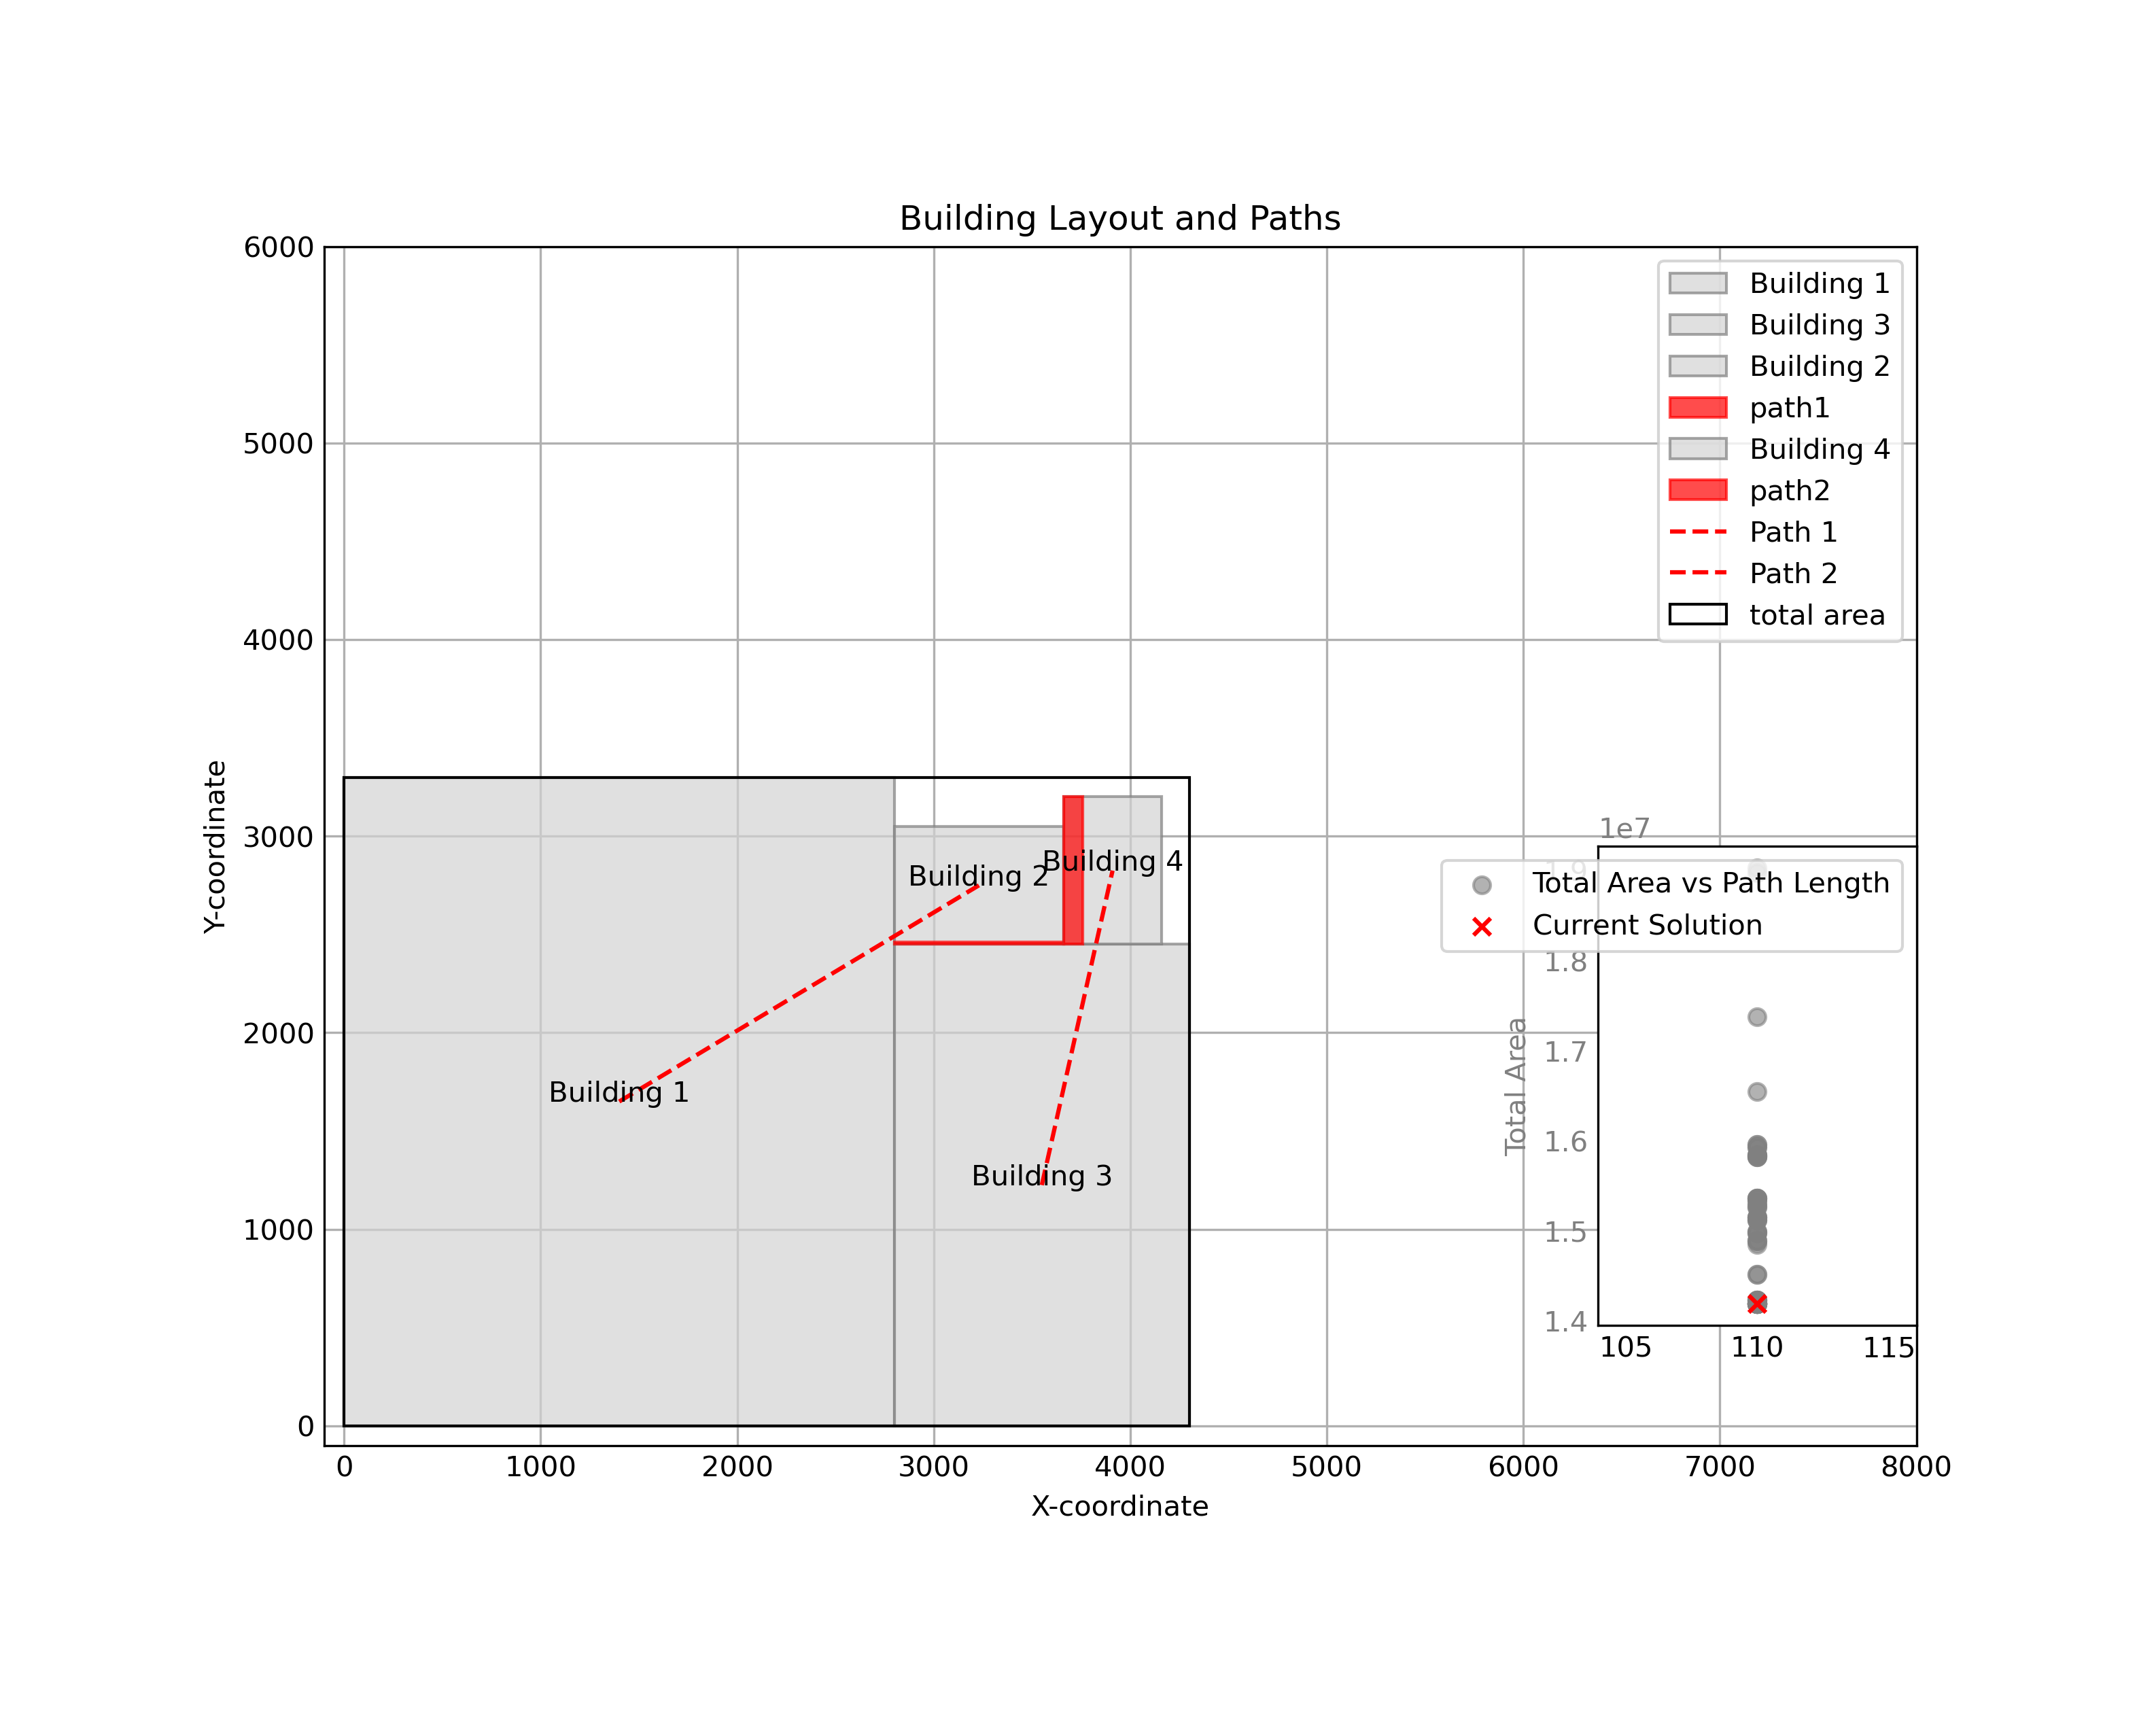 Building Layout and Paths
6000
5000
4000
3000
2000
1000
0
Y-coordinate
0
1000
2000
3000
4000
5000
6000
7000
8000
X-coordinate
Building 1
Building 3
Building 2
path1
Building 4
path2
Path 1
Path 2
total area
Building 2
Building 4
Building 1
Building 3
1e7
1.9
1.8
1.7
1.6
1.5
1.4
Total Area
Total Area vs Path Length
Current Solution
105
110
115